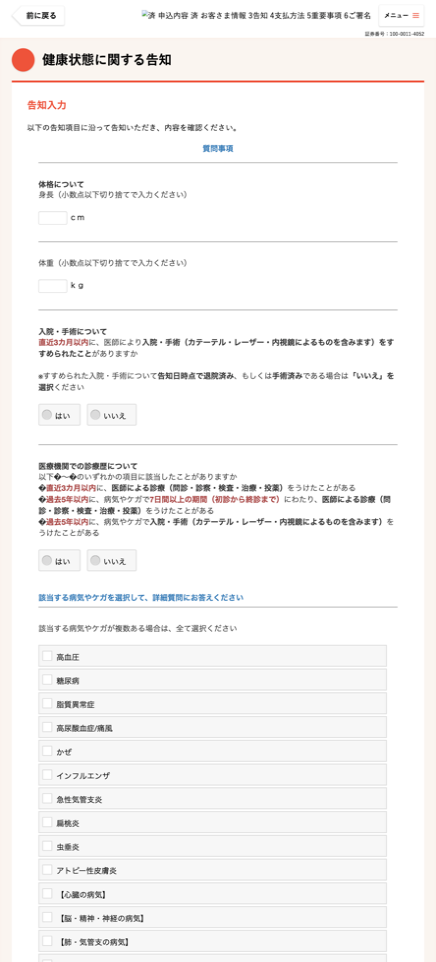 前に戻る
済 申込内容 済 お客さま情報 3告知 4支払方法 5重要事項 6ご署名
メニュー
証券番号：100-0011-4052
健康状態に関する告知
告知入力
以下の告知項目に沿って告知いただき、内容を確認ください。
質問事項
体格について
身長（小数点以下切り捨てで入力ください）
ｃｍ
体重（小数点以下切り捨てで入力ください）
ｋｇ
入院・手術について
直近3カ月以内に、医師により入院・手術（カテーテル・レーザー・内視鏡によるものを含みます）をす
すめられたことがありますか
※すすめられた入院・手術について告知日時点で退院済み、もしくは手術済みである場合は「いいえ」を
選択ください
はい
いいえ
医療機関での診療歴について
以下�〜�のいずれかの項目に該当したことがありますか
�直近3カ月以内に、医師による診療（問診・診察・検査・治療・投薬）をうけたことがある
�過去5年以内に、病気やケガで7日間以上の期間（初診から終診まで）にわたり、医師による診療（問
診・診察・検査・治療・投薬）をうけたことがある
�過去5年以内に、病気やケガで入院・手術（カテーテル・レーザー・内視鏡によるものを含みます）を
うけたことがある
はい
いいえ
該当する病気やケガを選択して、詳細質問にお答えください
該当する病気やケガが複数ある場合は、全て選択ください
高血圧
糖尿病
脂質異常症
高尿酸血症/痛風
かぜ
インフルエンザ
急性気管支炎
扁桃炎
虫垂炎
アトピー性皮膚炎
【心臓の病気】
【脳・精神・神経の病気】
【肺・気管支の病気】